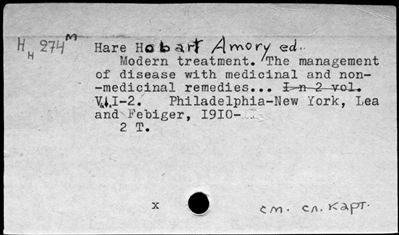 H H 274 M
Hare Hobart Amory ed.
Modern treatment. The management
of disease with medicinal and non-
-medicinal remedies... I n 2 vol.
V.I-2. Philadelphia-New York, Lea
and Febiger, I9I0-
2 T.
x
см. сл. карт.